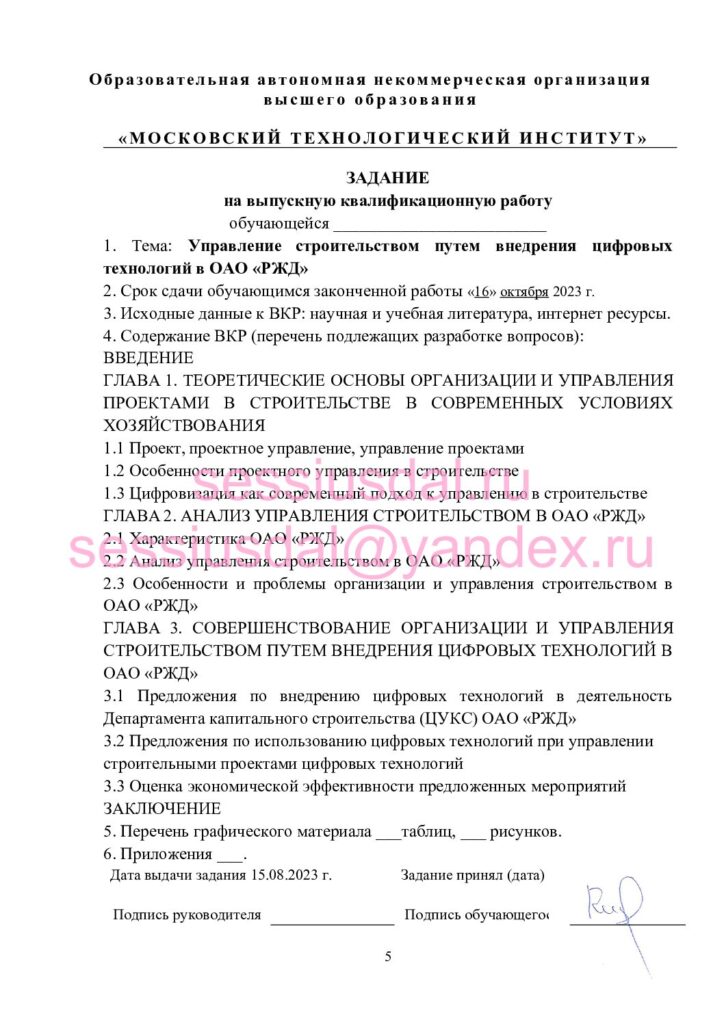 Образовательная автономная некоммерческая организация
высшего образования
«МОСКОВСКИЙ ТЕХНОЛОГИЧЕСКИЙ ИНСТИТУТ»
ЗАДАНИЕ
на выпускную квалификационную работу
обучающейся ___________________________
1. Тема: Управление строительством путем внедрения цифровых
технологий в ОАО «РЖД»
2. Срок сдачи обучающимся законченной работы «16» октября 2023 г.
3. Исходные данные к ВКР: научная и учебная литература, интернет ресурсы.
4. Содержание ВКР (перечень подлежащих разработке вопросов):
ВВЕДЕНИЕ
ГЛАВА 1. ТЕОРЕТИЧЕСКИЕ ОСНОВЫ ОРГАНИЗАЦИИ И УПРАВЛЕНИЯ
ПРОЕКТАМИ В СТРОИТЕЛЬСТВЕ В СОВРЕМЕННЫХ УСЛОВИЯХ
ХОЗЯЙСТВОВАНИЯ
1.1 Проект, проектное управление, управление проектами
1.2 Особенности проектного управления в строительстве
sessiusdal.ru
1.3 Цифровизация как современный подход к управлению в строительстве
ГЛАВА 2. АНАЛИЗ УПРАВЛЕНИЯ СТРОИТЕЛЬСТВОМ В ОАО «РЖД»
2.1 Характеристика ОАО «РЖД»
sessiusdal@yandex.ru
2.2 Анализ управления строительством в ОАО «РЖД»
2.3 Особенности и проблемы организации и управления строительством в
ОАО «РЖД»
ГЛАВА 3. СОВЕРШЕНСТВОВАНИЕ ОРГАНИЗАЦИИ И УПРАВЛЕНИЯ
СТРОИТЕЛЬСТВОМ ПУТЕМ ВНЕДРЕНИЯ ЦИФРОВЫХ ТЕХНОЛОГИЙ В
ОАО «РЖД»
3.1 Предложения по внедрению цифровых технологий в деятельность
Департамента капитального строительства (ЦУКС) ОАО «РЖД»
3.2 Предложения по использованию цифровых технологий при управлении
строительными проектами цифровых технологий
3.3 Оценка экономической эффективности предложенных мероприятий
ЗАКЛЮЧЕНИЕ
5. Перечень графического материала ___таблиц, ___ рисунков.
6. Приложения ___.
Дата выдачи задания 15.08.2023 г. Задание принял (дата)
Подпись руководителя ________________ Подпись обучающегос ________________
5